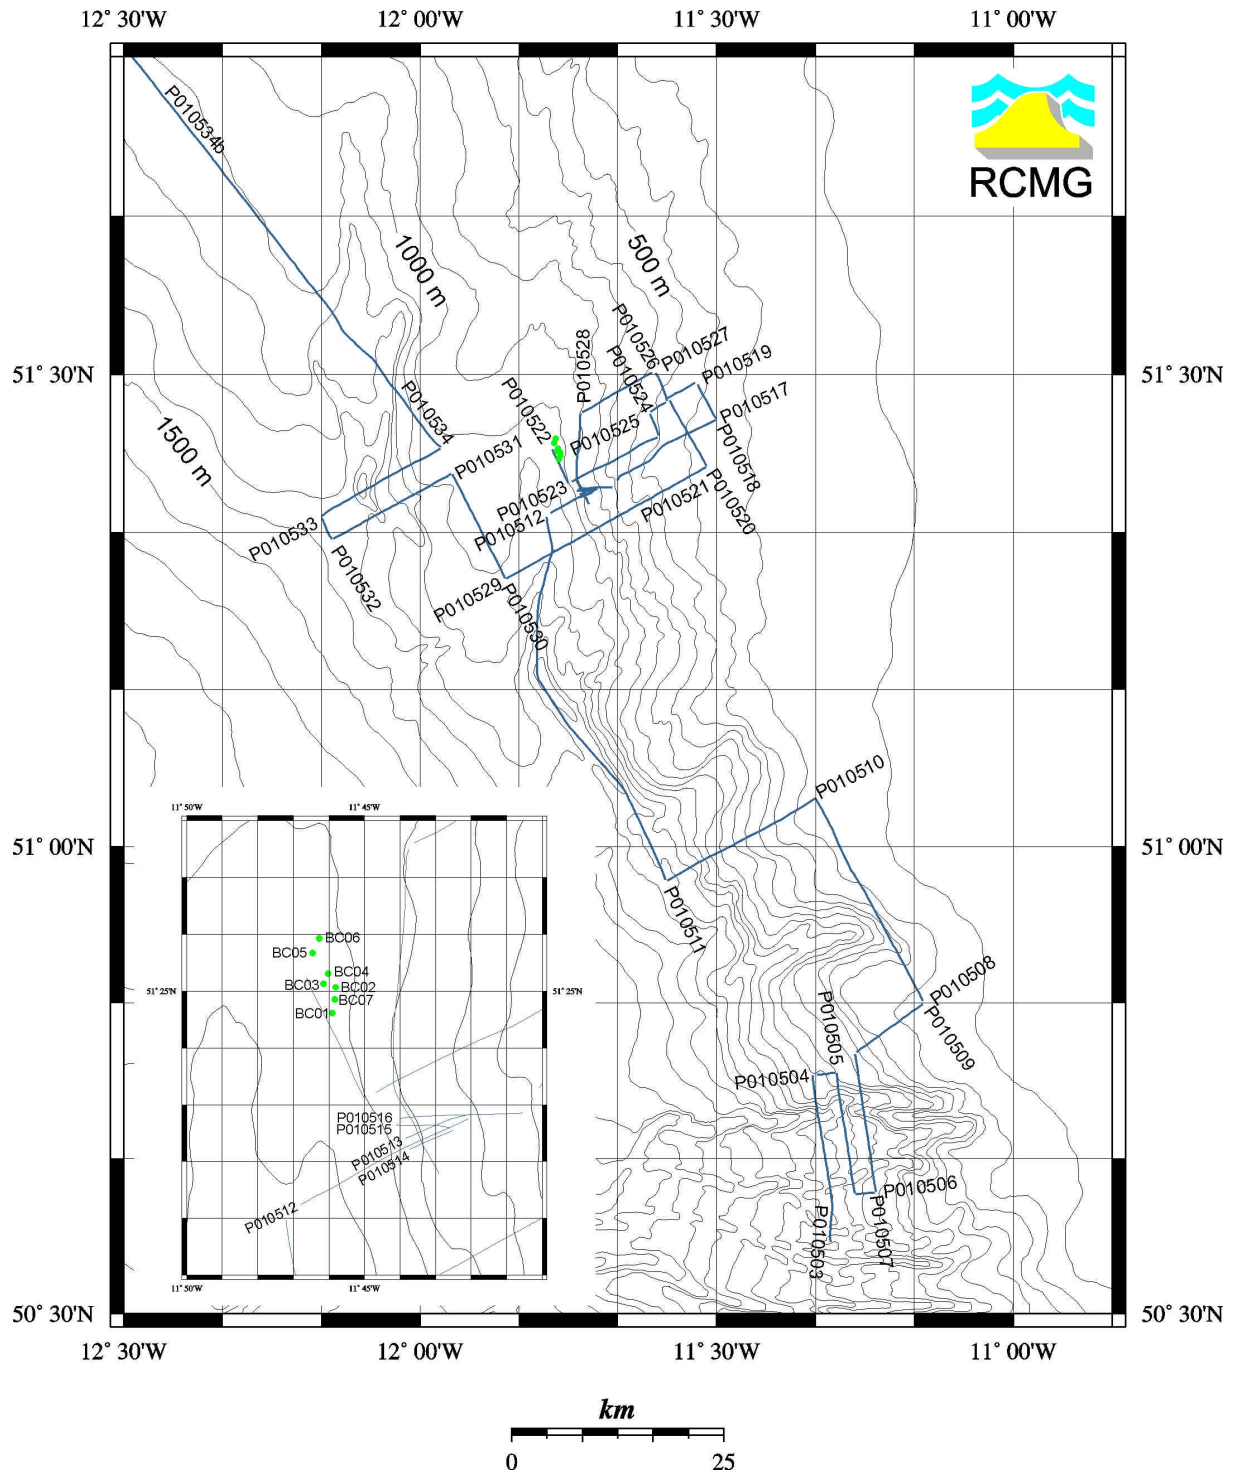 12° 30'W
12° 00'W
11° 30'W
11° 00'W
P010534b
RCMG
1000 m
500 m
P010528
P010526
P010527
P010519
51° 30'N
51° 30'N
P010524
P010522
P010534
P010517
P010525
1500 m
P010531
P010518
P010523
P010521
P010520
P010512
P010533
P010532
P010529
P010530
P010510
11° 50'W
11° 45'W
51° 00'N
51° 00'N
P010511
BC06
BC05
BC04
BC03
BC02
BC07
BC01
51° 25'N
51° 25'N
P010508
P010509
P010505
P010504
P010516
P010515
P010513
P010514
P010512
P010506
P010507
P010503
11° 50'W
11° 45'W
50° 30'N
50° 30'N
12° 30'W
12° 00'W
11° 30'W
11° 00'W
km
0
25